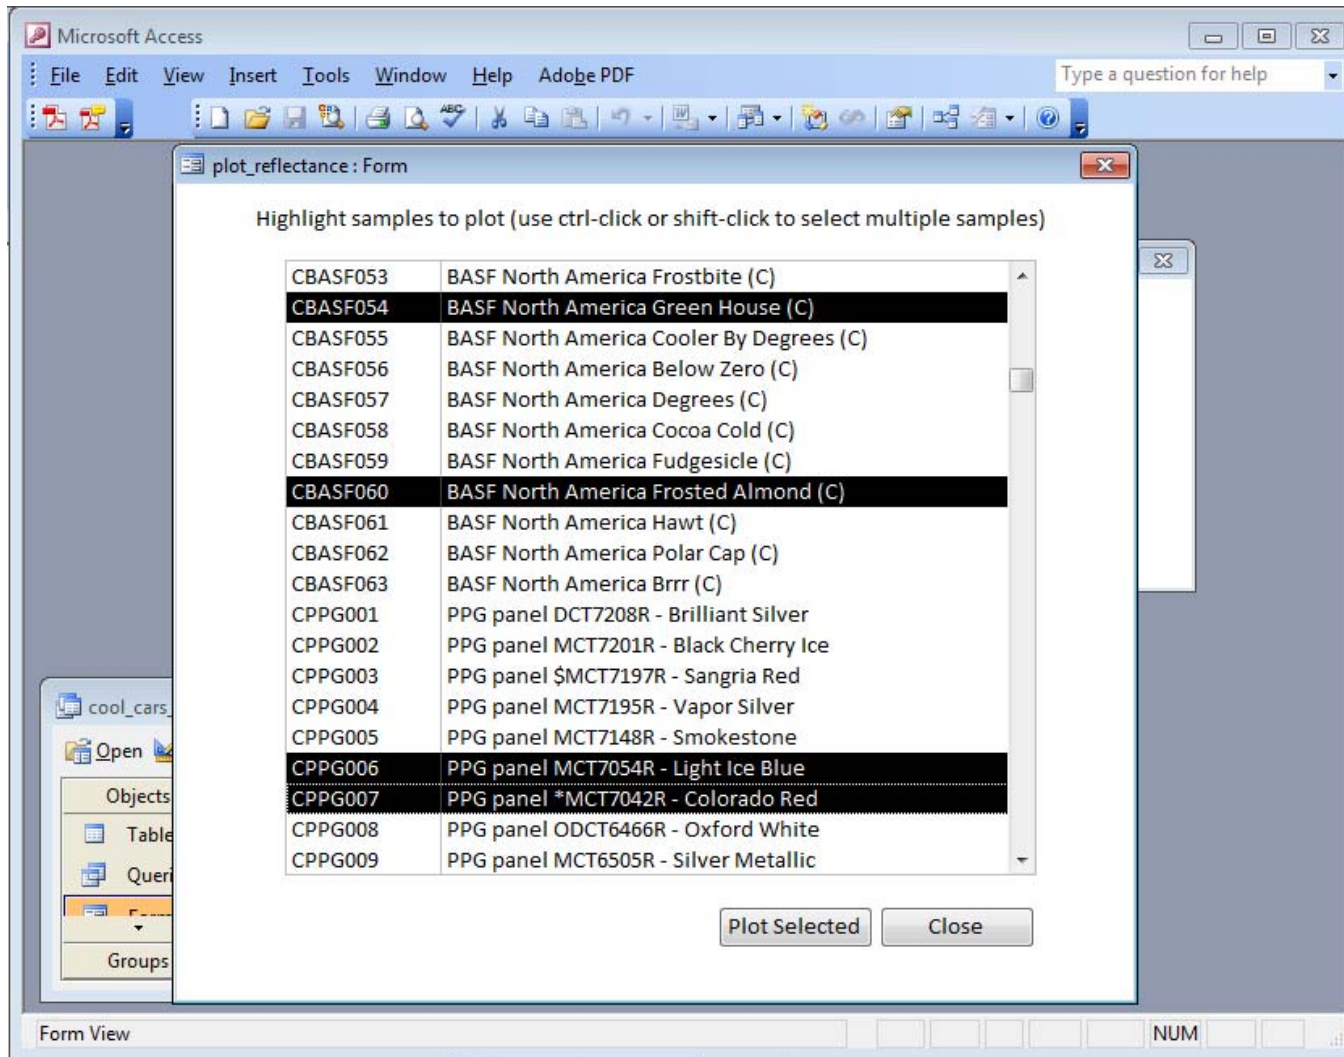 Microsoft Access
File Edit View Insert Tools Window Help Adobe PDF Type a question for help
plot_reflectance : Form
Highlight samples to plot (use ctrl-click or shift-click to select multiple samples)
CBASF053 BASF North America Frostbite (C)
CBASF054 BASF North America Green House (C)
CBASF055 BASF North America Cooler By Degrees (C)
CBASF056 BASF North America Below Zero (C)
CBASF057 BASF North America Degrees (C)
CBASF058 BASF North America Cocoa Cold (C)
CBASF059 BASF North America Fudgesicle (C)
CBASF060 BASF North America Frosted Almond (C)
CBASF061 BASF North America Hawt (C)
CBASF062 BASF North America Polar Cap (C)
CBASF063 BASF North America Brrr (C)
CPPG001 PPG panel DCT7208R - Brilliant Silver
CPPG002 PPG panel MCT7201R - Black Cherry Ice
CPPG003 PPG panel $MCT7197R - Sangria Red
CPPG004 PPG panel MCT7195R - Vapor Silver
CPPG005 PPG panel MCT7148R - Smokestone
CPPG006 PPG panel MCT7054R - Light Ice Blue
CPPG007 PPG panel *MCT7042R - Colorado Red
CPPG008 PPG panel ODCT6466R - Oxford White
CPPG009 PPG panel MCT6505R - Silver Metallic
Plot Selected Close
cool_cars_
Open
Objects
Table
Queri
Groups
Form View NUM